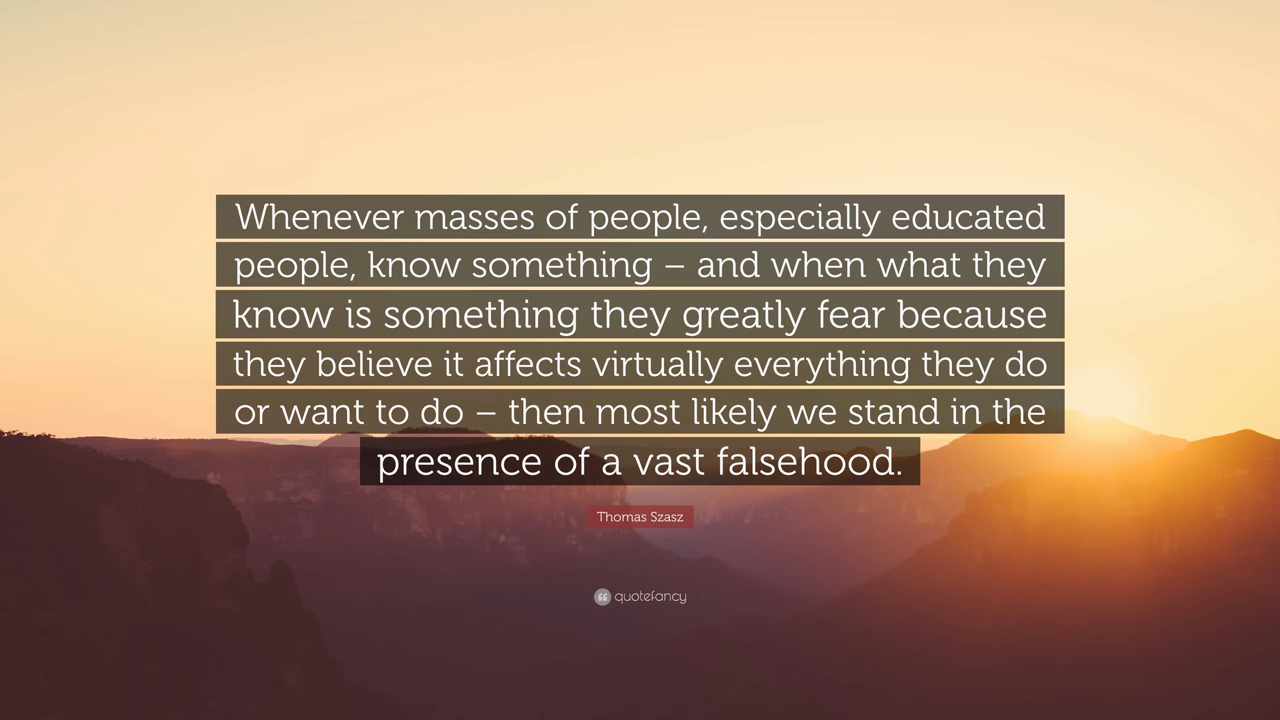 Whenever masses of people, especially educated
people, know something – and when what they
know is something they greatly fear because
they believe it affects virtually everything they do
or want to do – then most likely we stand in the
presence of a vast falsehood.
Thomas Szasz
quotefancy